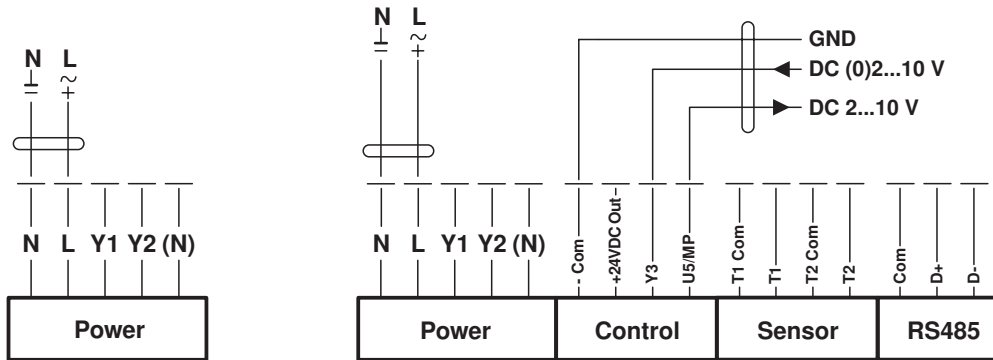 N L
N L
GND
DC (0)2...10 V
DC 2...10 V
N L Y1 Y2 (N)
N L Y1 Y2 (N)
- Com
+24VDC Out
Y3
U5/MP
T1 Com
T1
T2 Com
T2
Com
D+
D-
Power
Power
Control
Sensor
RS485